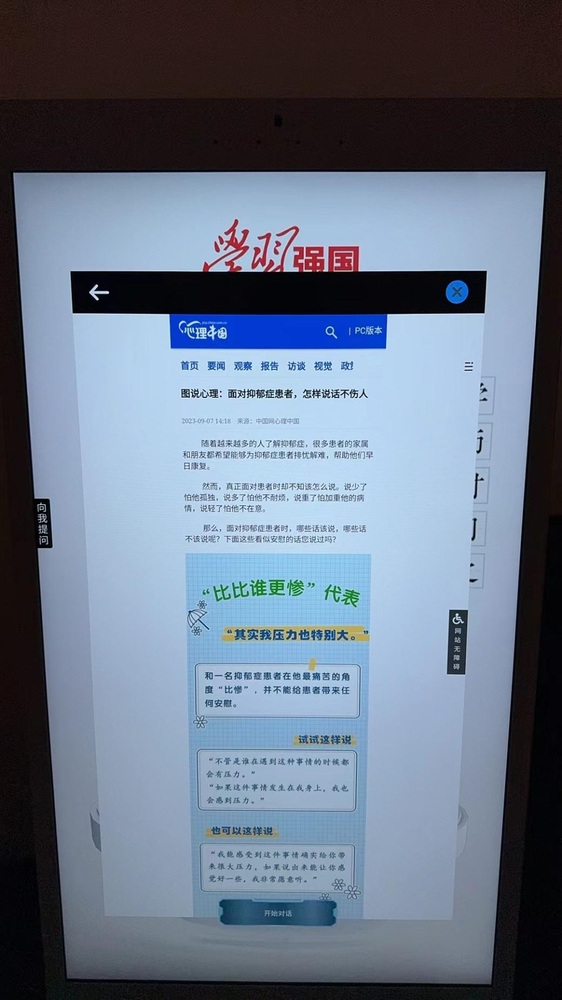 學習强国
psy.china.com.cn
心理中国
PC版本
首页 要闻 观察 报告 访谈 视觉
图说心理：面对抑郁症患者，怎样说话不伤人
2023-09-07 14:18 来源：中国网心理中国
随着越来越多的人了解抑郁症，很多患者的家属
和朋友都希望能够为抑郁症患者排忧解难，帮助他们早
日康复。
然而，真正面对患者时却不知该怎么说。说少了
怕他孤独，说多了怕他不耐烦，说重了怕加重他的病
情，说轻了怕他不在意。
那么，面对抑郁症患者时，哪些话该说，哪些话
不该说呢？下面这些看似安慰的话您说过吗？
“比比谁更惨”代表
“其实我压力也特别大。”
和一名抑郁症患者在他最痛苦的角
度“比惨”，并不能给患者带来任
何安慰。
试试这样说
“不管是谁在遇到这种事情的时候都
会有压力。”
“如果这件事情发生在我身上，我也
会感到压力。”
也可以这样说
“我能感受到这件事情确实给你带
来很大压力，如果说出来能让你感
觉好一些，我非常愿意听。”
开始对话
向我提问
网站无障碍